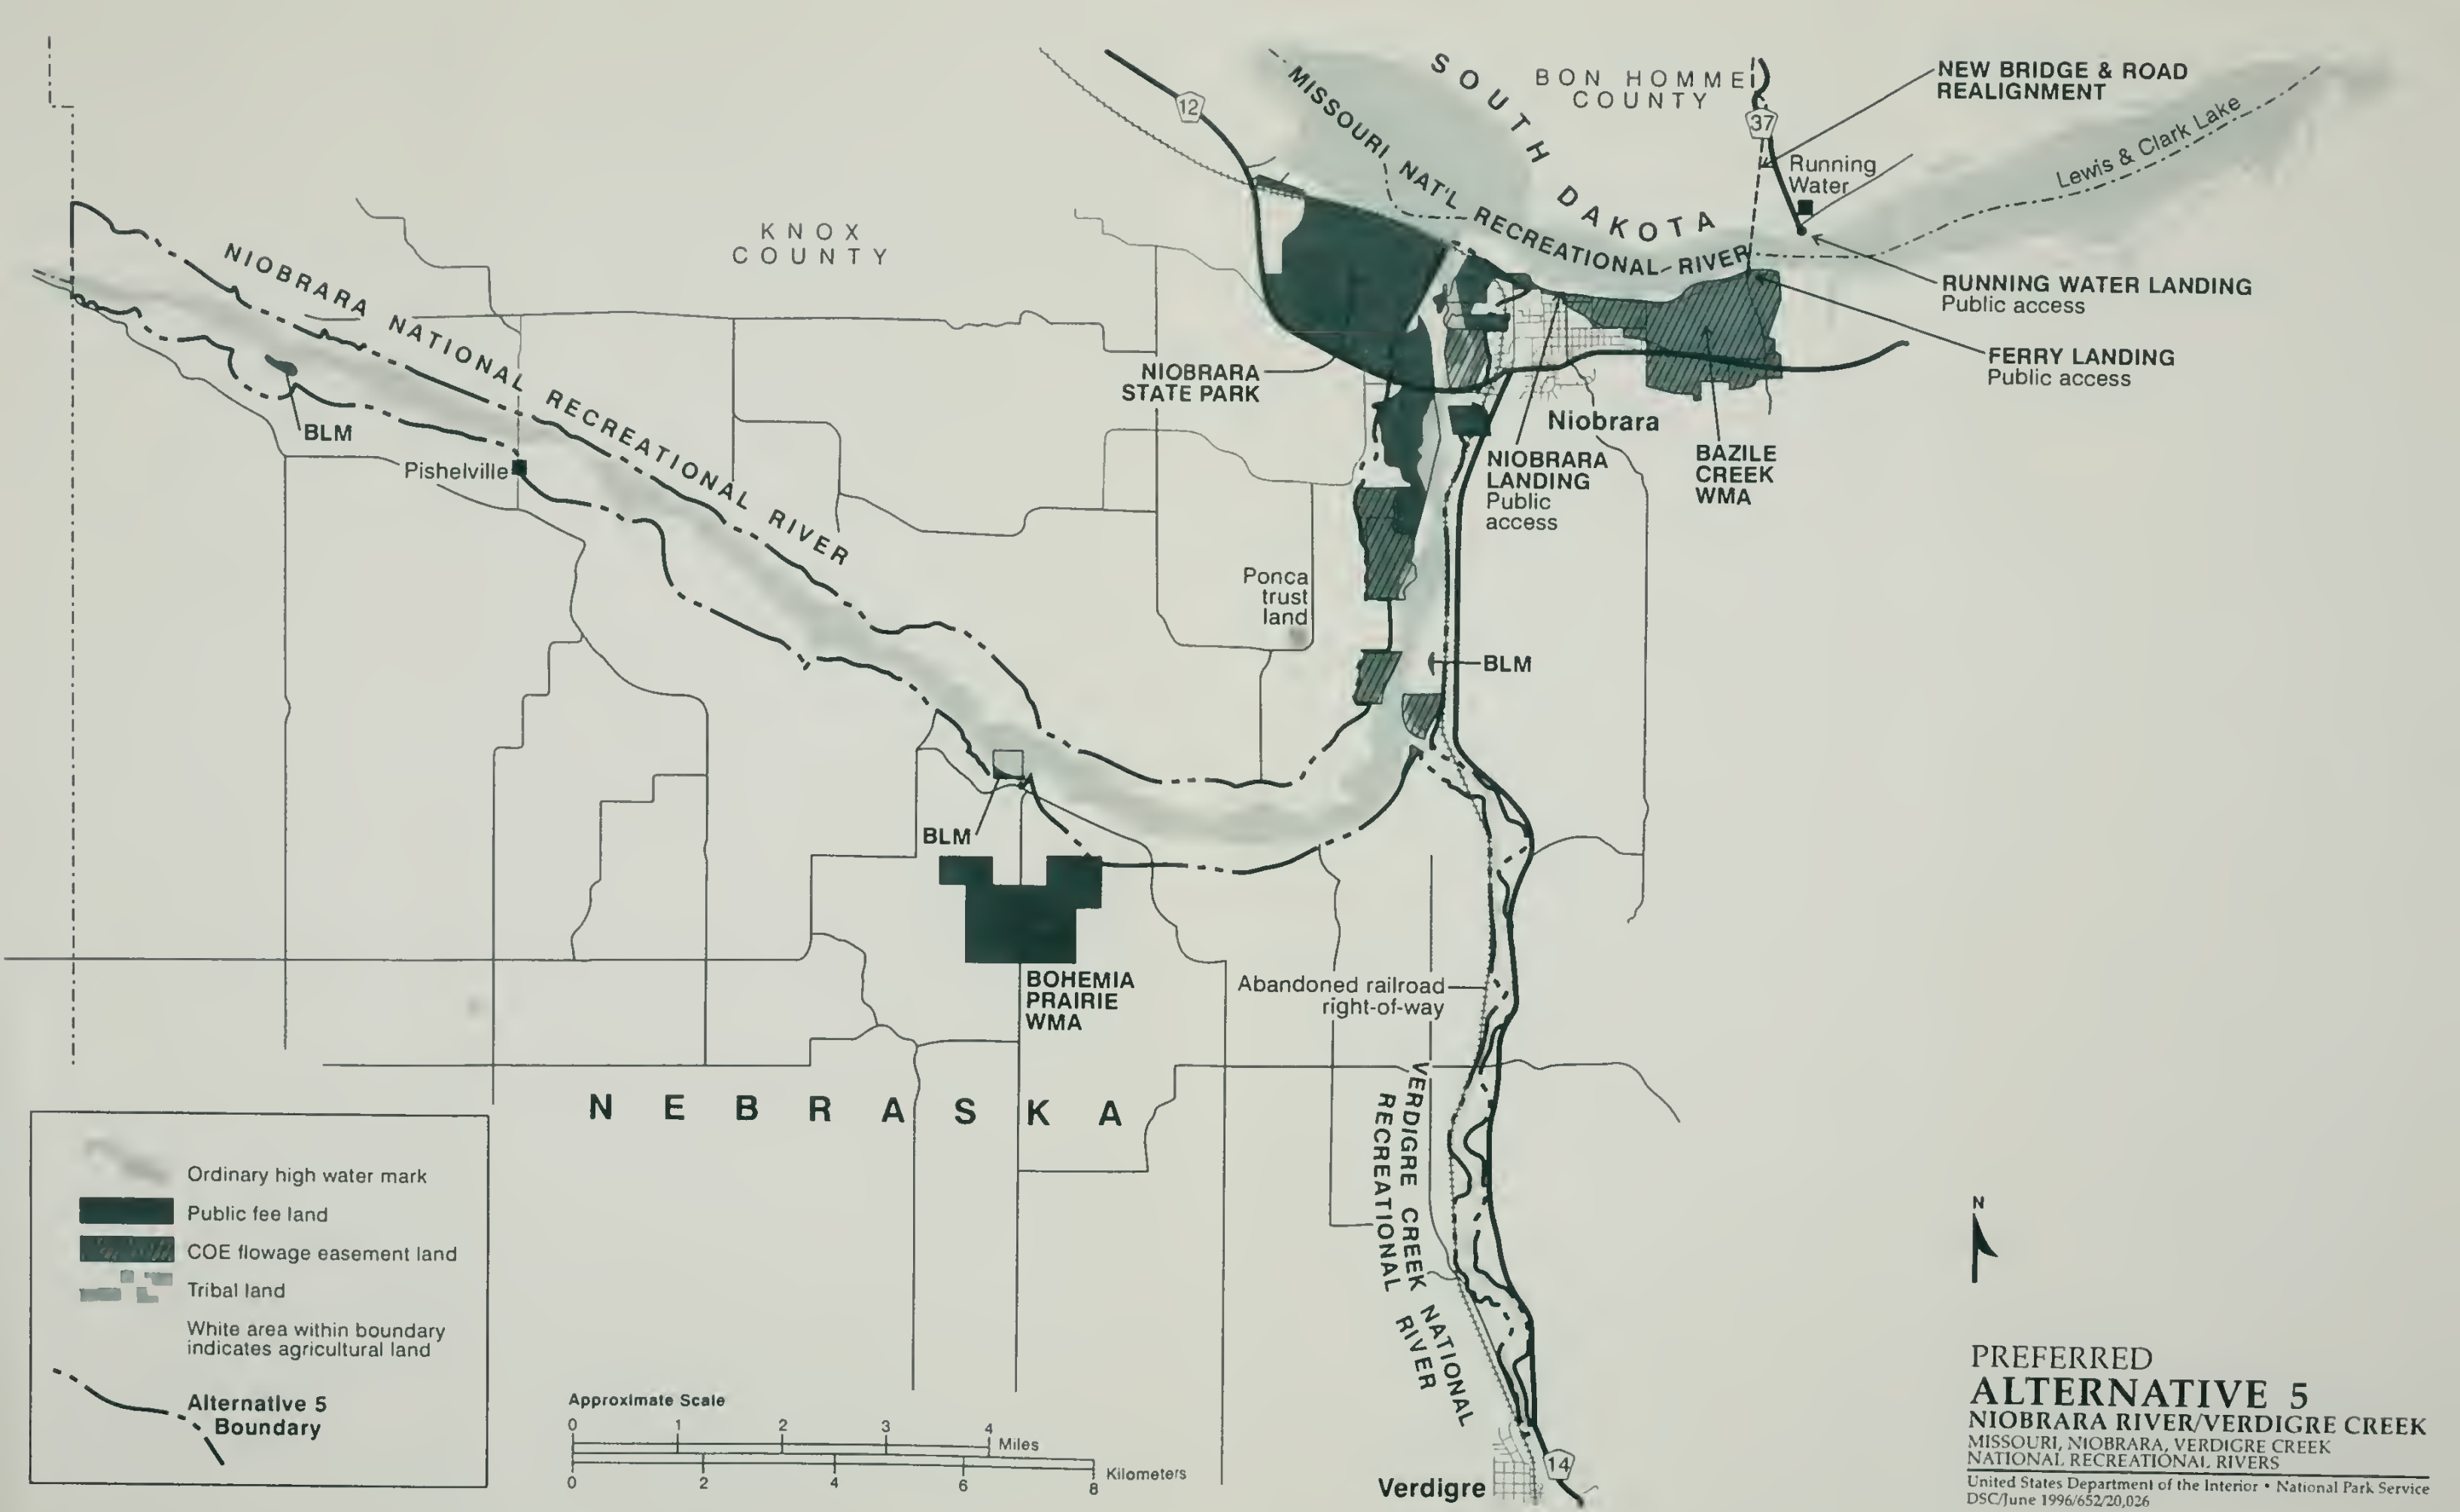 SOUTH DAKOTA
BON HOMME
COUNTY
12
37
MISSOURI NAT'L RECREATIONAL RIVER
NEW BRIDGE & ROAD
REALIGNMENT
Running
Water
Lewis & Clark Lake
KNOX
COUNTY
NIOBRARA NATIONAL RECREATIONAL RIVER
RUNNING WATER LANDING
Public access
FERRY LANDING
Public access
NIOBRARA
STATE PARK
Niobrara
BLM
Pishelville
NIOBRARA
LANDING
Public
access
BAZILE
CREEK
WMA
Ponca
trust
land
BLM
BLM
BOHEMIA
PRAIRIE
WMA
Abandoned railroad
right-of-way
NEBRASKA
VERDIGRE CREEK NATIONAL
RECREATIONAL RIVER
Ordinary high water mark
Public fee land
COE flowage easement land
Tribal land
White area within boundary
indicates agricultural land
Alternative 5
Boundary
Approximate Scale
0 1 2 3 4 Miles
0 2 4 6 8 Kilometers
Verdigre
14
N
PREFERRED
ALTERNATIVE 5
NIOBRARA RIVER/VERDIGRE CREEK
MISSOURI, NIOBRARA, VERDIGRE CREEK
NATIONAL RECREATIONAL RIVERS
United States Department of the Interior • National Park Service
DSC/June 1996/652/20,026